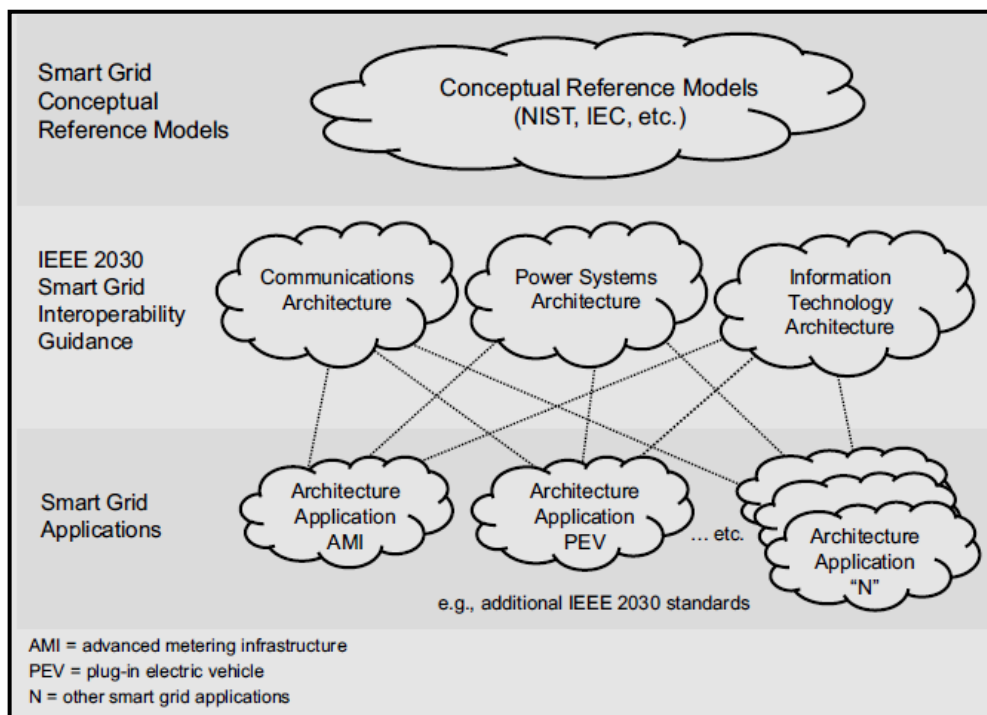 Smart Grid
Conceptual
Reference Models
Conceptual Reference Models
(NIST, IEC, etc.)
IEEE 2030
Smart Grid
Interoperability
Guidance
Communications
Architecture
Power Systems
Architecture
Information
Technology
Architecture
Smart Grid
Applications
Architecture
Application
AMI
Architecture
Application
PEV
... etc.
Architecture
Application
“N”
e.g., additional IEEE 2030 standards
AMI = advanced metering infrastructure
PEV = plug-in electric vehicle
N = other smart grid applications